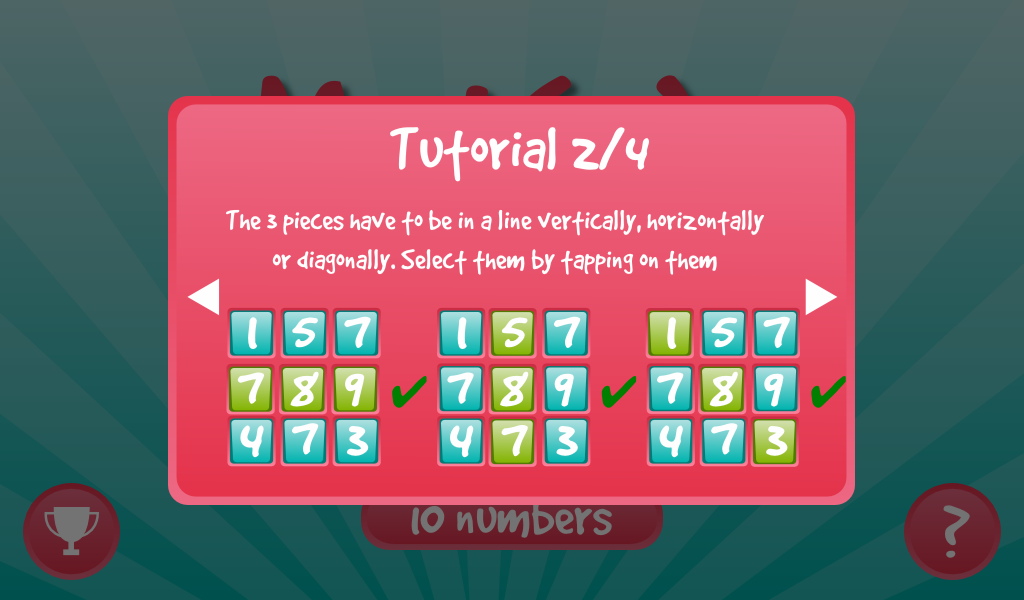 Tutorial 2/4
The 3 pieces have to be in a line vertically, horizontally
or diagonally. Select them by tapping on them
1 5 7 1 5 7 1 5 7
7 8 9 7 8 9 7 8 9
4 7 3 4 7 3 4 7 3
10 numbers
?